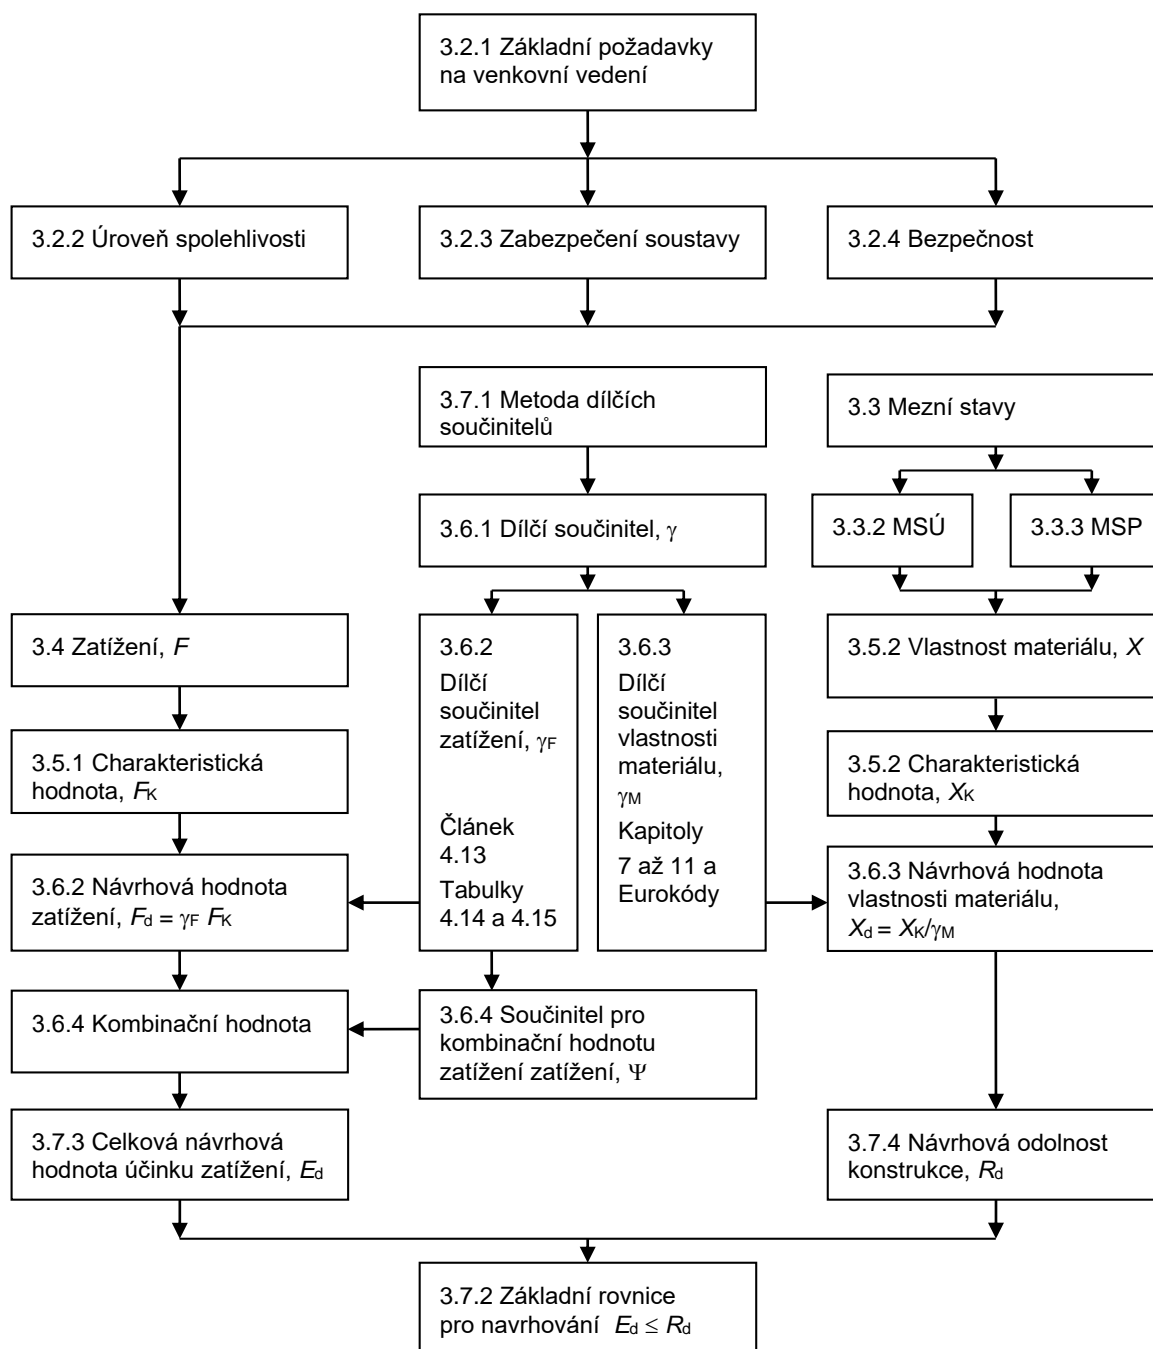 3.2.1 Základní požadavky
na venkovní vedení
3.2.2 Úroveň spolehlivosti
3.2.3 Zabezpečení soustavy
3.2.4 Bezpečnost
3.7.1 Metoda dílčích
součinitelů
3.3 Mezní stavy
3.6.1 Dílčí součinitel, γ
3.3.2 MSÚ
3.3.3 MSP
3.4 Zatížení, F
3.6.2
Dílčí
součinitel
zatížení, γF
Článek
4.13
Tabulky
4.14 a 4.15
3.6.3
Dílčí
součinitel
vlastnosti
materiálu,
γM
Kapitoly
7 až 11 a
Eurokódy
3.5.2 Vlastnost materiálu, X
3.5.1 Charakteristická
hodnota, FK
3.5.2 Charakteristická
hodnota, XK
3.6.2 Návrhová hodnota
zatížení, Fd = γF FK
3.6.3 Návrhová hodnota
vlastnosti materiálu,
Xd = XK/γM
3.6.4 Kombinační hodnota
3.6.4 Součinitel pro
kombinační hodnotu
zatížení zatížení, Ψ
3.7.3 Celková návrhová
hodnota účinku zatížení, Ed
3.7.4 Návrhová odolnost
konstrukce, Rd
3.7.2 Základní rovnice
pro navrhování Ed ≤ Rd